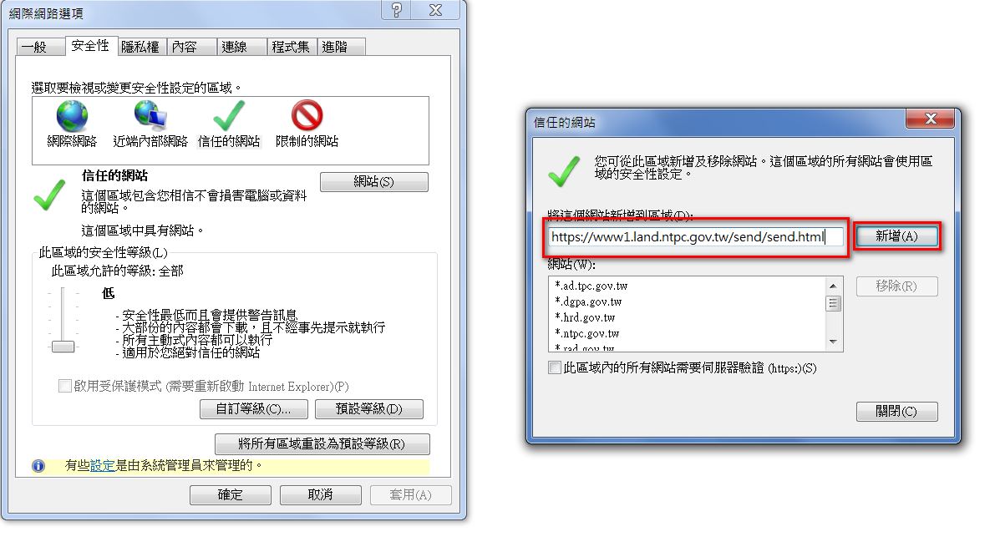 網際網路選項
一般 安全性 隱私權 內容 連線 程式集 進階
選取要檢視或變更安全性設定的區域。
網際網路 近端內部網路 信任的網站 限制的網站
信任的網站
網站(S)
這個區域包含您相信不會損害電腦或資料
的網站。
這個區域中具有網站。
此區域的安全性等級(L)
此區域允許的等級: 全部
低
- 安全性最低而且會提供警告訊息
- 大部份的內容都會下載，且不經事先提示就執行
- 所有主動式內容都可以執行
- 適用於您絕對信任的網站
啟用受保護模式 (需要重新啟動 Internet Explorer)(P)
自訂等級(C)... 預設等級(D)
將所有區域重設為預設等級(R)
有些設定是由系統管理員來管理的。
確定 取消 套用(A)
信任的網站
您可從此區域新增及移除網站。這個區域的所有網站會使用區
域的安全性設定。
將這個網站新增到區域(D):
https://www1.land.ntpc.gov.tw/send/send.html 新增(A)
網站(W):
*.ad.tpc.gov.tw
*.dgpa.gov.tw
*.hrd.gov.tw
*.ntpc.gov.tw
*.rad.gov.tw
移除(R)
此區域內的所有網站需要伺服器驗證 (https:)(S)
關閉(C)